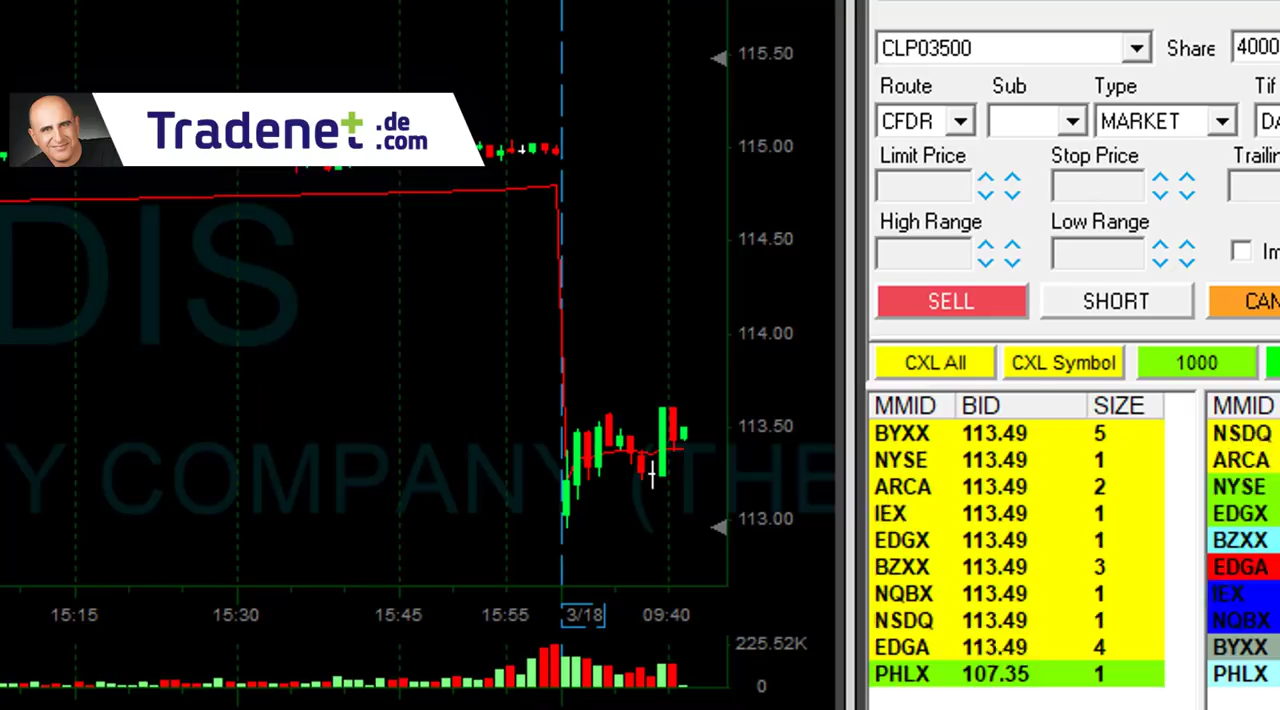 Tradenet .de
.com
115.50
115.00
114.50
114.00
113.50
113.00
DIS
Y COMPANY (THE
15:15 15:30 15:45 15:55 3/18 09:40
225.52K
0
CLP03500 Share 4000
Route Sub Type Tif
CFDR MARKET
Limit Price Stop Price
High Range Low Range
SELL SHORT
CXL All CXL Symbol 1000
MMID BID SIZE MMID
BYXX 113.49 5 NSDQ
NYSE 113.49 1 ARCA
ARCA 113.49 2 NYSE
IEX 113.49 1 EDGX
EDGX 113.49 1 BZXX
BZXX 113.49 3 EDGA
NQBX 113.49 1 IEX
NSDQ 113.49 1 NQBX
EDGA 113.49 4 BYXX
PHLX 107.35 1 PHLX